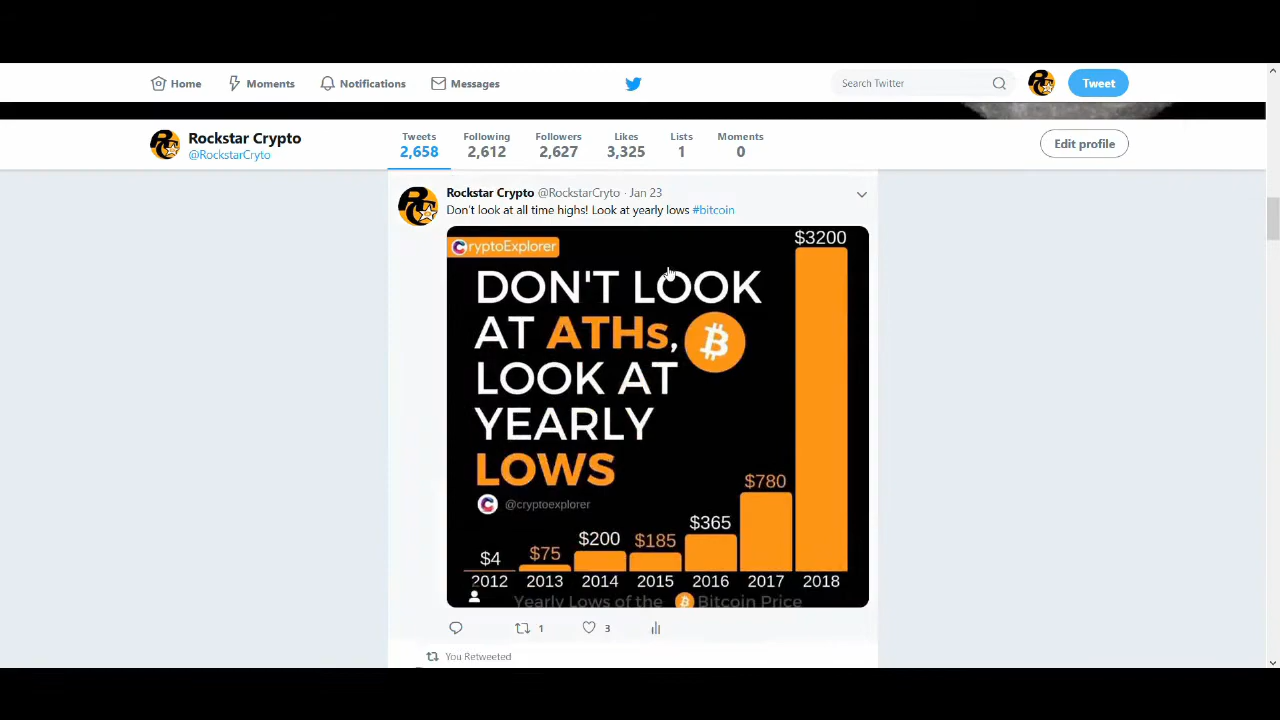 Home Moments Notifications Messages Search Twitter Tweet
Rockstar Crypto
@RockstarCryto
Tweets Following Followers Likes Lists Moments
2,658 2,612 2,627 3,325 1 0
Edit profile
Rockstar Crypto @RockstarCryto · Jan 23
Don't look at all time highs! Look at yearly lows #bitcoin
CryptoExplorer
DON'T LOOK
AT ATHs,
LOOK AT
YEARLY
LOWS
@cryptoexplorer
$4 $75 $200 $185 $365 $780 $3200
2012 2013 2014 2015 2016 2017 2018
Yearly Lows of the Bitcoin Price
1 3
You Retweeted